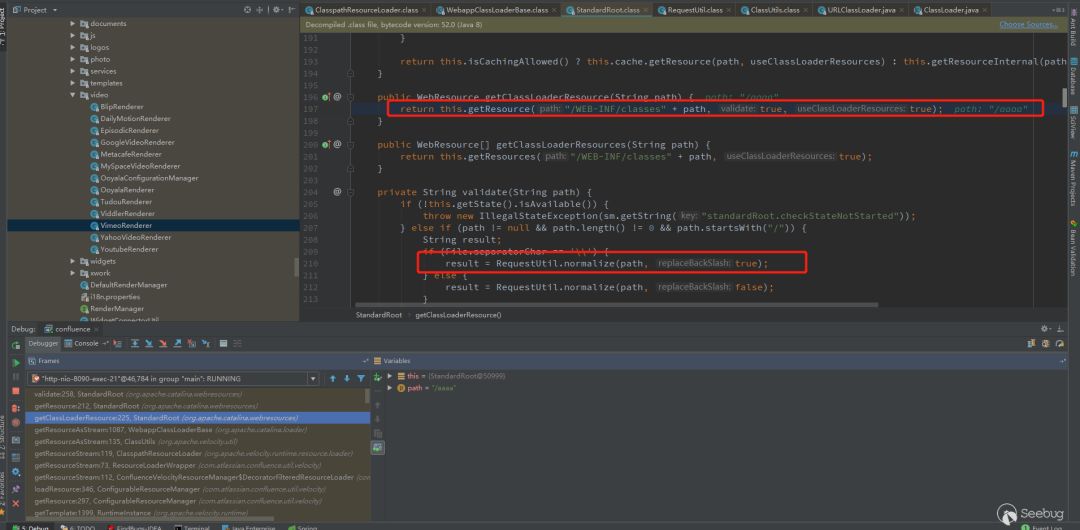 Project
ClasspathResourceLoader.class
WebappClassLoaderBase.class
StandardRoot.class
RequestUtil.class
ClassUtils.class
URLClassLoader.java
ClassLoader.java
1: Project
documents
js
logos
photo
services
templates
video
BlipRenderer
DailyMotionRenderer
EpisodicRenderer
GoogleVideoRenderer
MetacafeRenderer
MySpaceVideoRenderer
OoyalaConfigurationManager
OoyalaRenderer
TudouRenderer
ViddlerRenderer
VimeoRenderer
YahooVideoRenderer
YoutubeRenderer
widgets
xwork
DefaultRenderManager
i18n.properties
RenderManager
WidgetConnectorUtil
Decompiled .class file, bytecode version: 52.0 (Java 8)
Choose Sources...
191 }
192
193 return this.isCachingAllowed() ? this.cache.getResource(path, useClassLoaderResources) : this.getResourceInternal(path
194 }
195
196 public WebResource getClassLoaderResource(String path) { path: "/aaaa"
197 return this.getResource( path: "/WEB-INF/classes" + path, validate: true, useClassLoaderResources: true); path: "/aaaa"
198 }
199
200 public WebResource[] getClassLoaderResources(String path) {
201 return this.getResources( path: "/WEB-INF/classes" + path, useClassLoaderResources: true);
202 }
203
204 private String validate(String path) {
205 if (!this.getState().isAvailable()) {
206 throw new IllegalStateException(sm.getString( key: "standardRoot.checkStateNotStarted"));
207 } else if (path != null && path.length() != 0 && path.startsWith("/")) {
208 String result;
209 if (File.separatorChar == '\\') {
210 result = RequestUtil.normalize(path, replaceBackSlash: true);
211 } else {
212 result = RequestUtil.normalize(path, replaceBackSlash: false);
213 }
StandardRoot
getClassLoaderResource()
Ant Build
Database
SciView
Maven Projects
Bean Validation
Debug:
confluence
Debugger
Console
Frames
Variables
"http-nio-8090-exec-21"@46,784 in group "main": RUNNING
validate:258, StandardRoot (org.apache.catalina.webresources)
getResource:212, StandardRoot (org.apache.catalina.webresources)
getClassLoaderResource:225, StandardRoot (org.apache.catalina.webresources)
getResourceAsStream:1087, WebappClassLoaderBase (org.apache.catalina.loader)
getResourceAsStream:135, ClassUtils (org.apache.velocity.util)
getResourceStream:119, ClasspathResourceLoader (org.apache.velocity.runtime.resource.loader)
getResourceStream:73, ResourceLoaderWrapper (com.atlassian.confluence.util.velocity)
getResourceStream:112, ConfluenceVelocityResourceManager$DecoratorFilteredResourceLoader (com.atlassian.confluence.util.velocity)
loadResource:346, ConfigurableResourceManager (com.atlassian.confluence.util.velocity)
getResource:297, ConfigurableResourceManager (com.atlassian.confluence.util.velocity)
getTemplate:1399, RuntimeInstance (org.apache.velocity.runtime)
this = {StandardRoot@50999}
path = "/aaaa"
Structure
2: Favorites
Seebug
5: Debug
6: TODO
FindBugs-IDEA
Terminal
Java Enterprise
Spring
Event Log